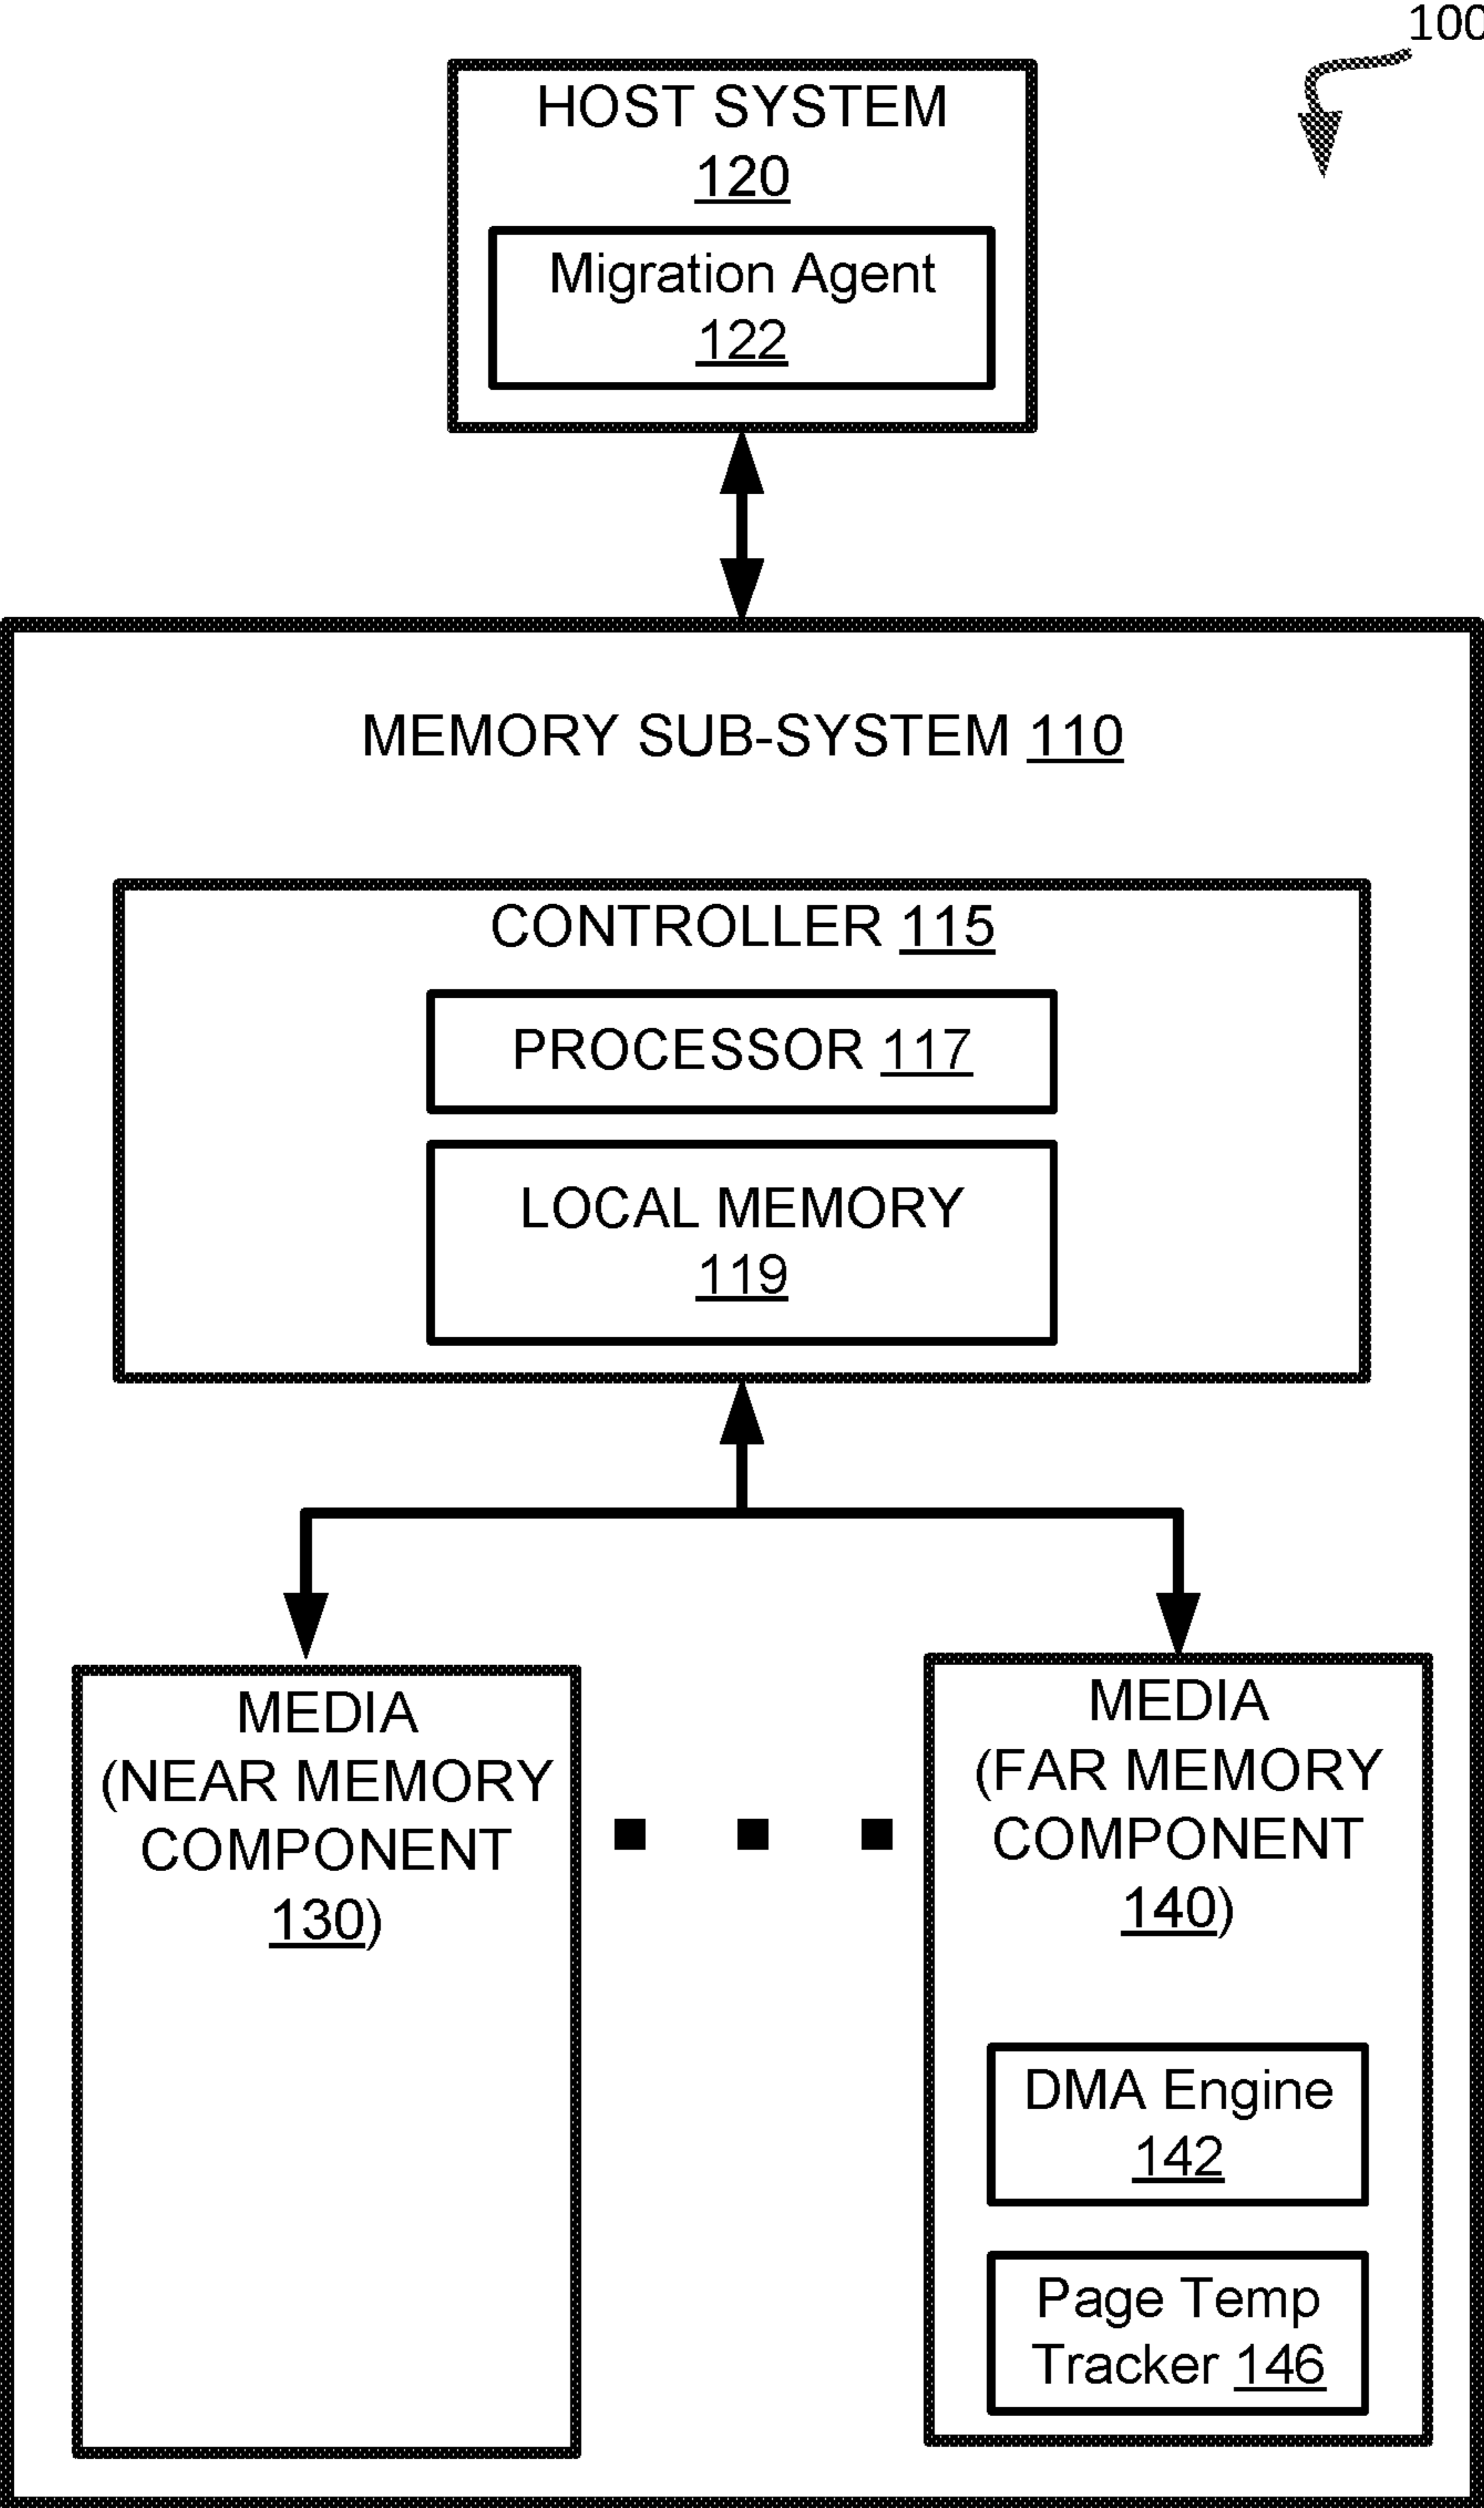 100
HOST SYSTEM
120
Migration Agent
122
MEMORY SUB-SYSTEM 110
CONTROLLER 115
PROCESSOR 117
LOCAL MEMORY
119
MEDIA
(NEAR MEMORY
COMPONENT
130)
MEDIA
(FAR MEMORY
COMPONENT
140)
DMA Engine
142
Page Temp
Tracker 146